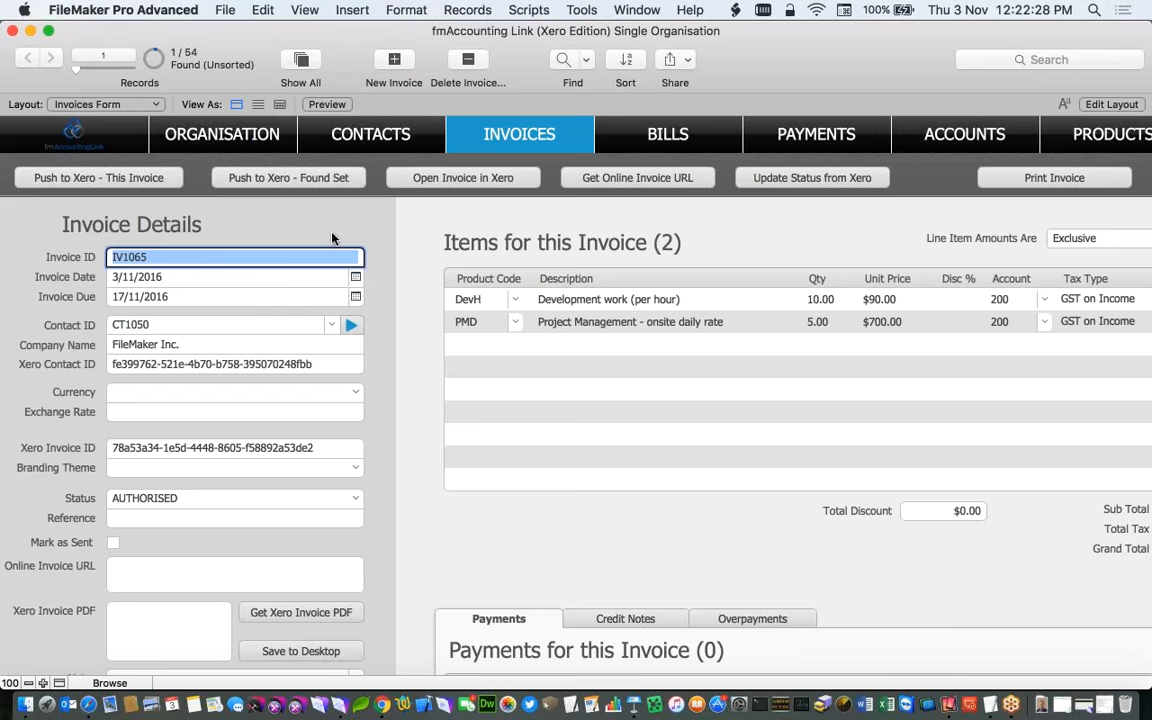 FileMaker Pro Advanced File Edit View Insert Format Records Scripts Tools Window Help 100% Thu 3 Nov 12:22:28 PM
fmAccounting Link (Xero Edition) Single Organisation
1 1 / 54
Found (Unsorted) Search
Records Show All New Invoice Delete Invoice... Find Sort Share
Layout: Invoices Form View As: Preview Aª Edit Layout
fmAccountingLink ORGANISATION CONTACTS INVOICES BILLS PAYMENTS ACCOUNTS PRODUCTS
Push to Xero - This Invoice Push to Xero - Found Set Open Invoice in Xero Get Online Invoice URL Update Status from Xero Print Invoice
Invoice Details
Invoice ID IV1065
Invoice Date 3/11/2016
Invoice Due 17/11/2016
Contact ID CT1050
Company Name FileMaker Inc.
Xero Contact ID fe399762-521e-4b70-b758-395070248fbb
Currency
Exchange Rate
Xero Invoice ID 78a53a34-1e5d-4448-8605-f58892a53de2
Branding Theme
Status AUTHORISED
Reference
Mark as Sent
Online Invoice URL
Xero Invoice PDF Get Xero Invoice PDF
Save to Desktop
Items for this Invoice (2) Line Item Amounts Are Exclusive
Product Code Description Qty Unit Price Disc % Account Tax Type
DevH Development work (per hour) 10.00 $90.00 200 GST on Income
PMD Project Management - onsite daily rate 5.00 $700.00 200 GST on Income
Total Discount $0.00 Sub Total
Total Tax
Grand Total
Payments Credit Notes Overpayments
Payments for this Invoice (0)
100 Browse